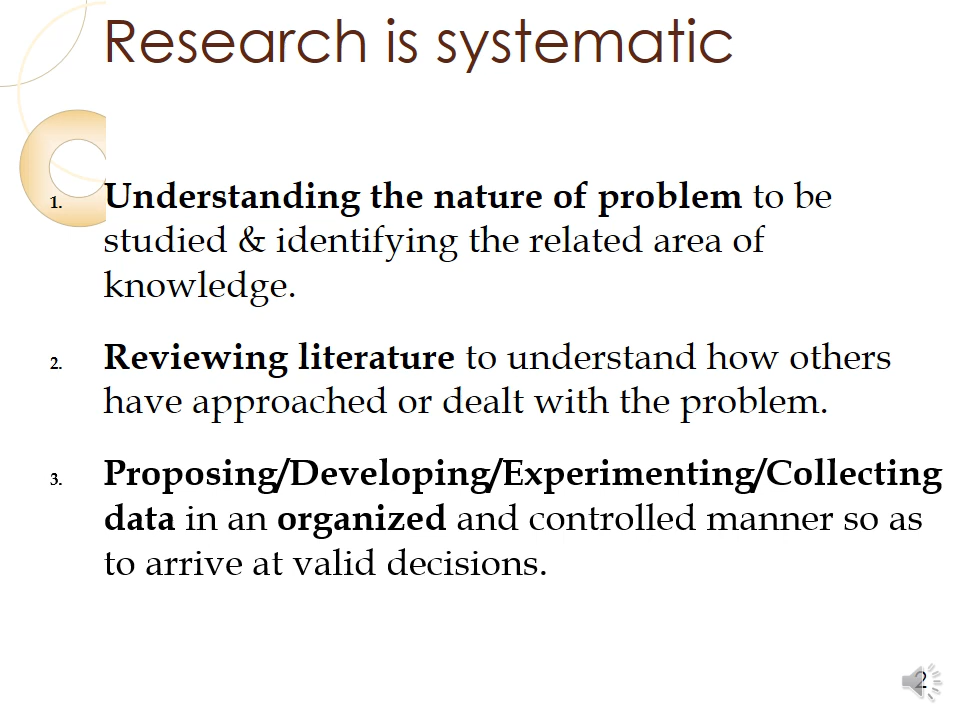 Research is systematic
1. Understanding the nature of problem to be
studied & identifying the related area of
knowledge.
2. Reviewing literature to understand how others
have approached or dealt with the problem.
3. Proposing/Developing/Experimenting/Collecting
data in an organized and controlled manner so as
to arrive at valid decisions.
2